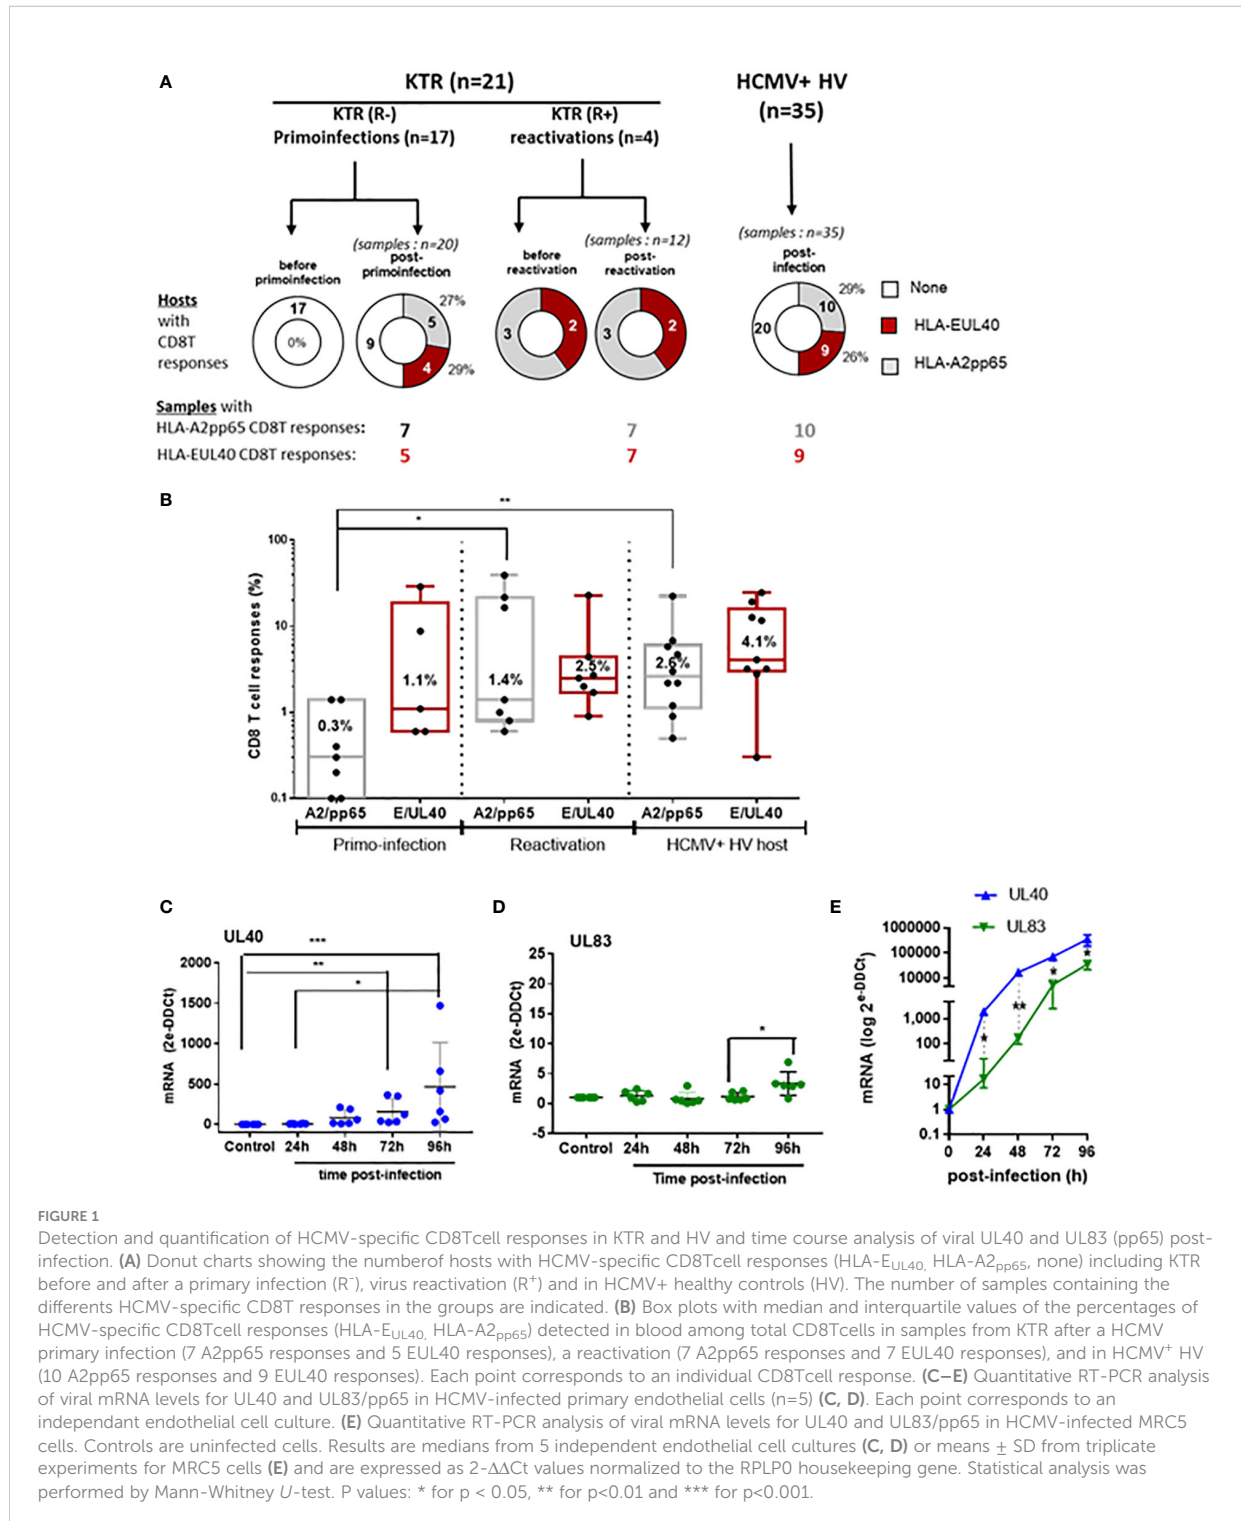 A
KTR (n=21)
HCMV+ HV
(n=35)
KTR (R-)
Primoinfections (n=17)
KTR (R+)
reactivations (n=4)
(samples : n=20)
(samples : n=12)
(samples : n=35)
before
primoinfection
post-
primoinfection
before
reactivation
post-
reactivation
post-
infection
Hosts
with
CD8T
responses
17
0%
9
5
4
27%
29%
3
2
3
2
20
10
9
29%
26%
None
HLA-EUL40
HLA-A2pp65
Samples with
HLA-A2pp65 CD8T responses: 7 7 10
HLA-EUL40 CD8T responses: 5 7 9
B
**
*
CD8 T cell responses (%)
100
10
1
0.1
0.3%
1.1%
1.4%
2.5%
2.6%
4.1%
A2/pp65 E/UL40 A2/pp65 E/UL40 A2/pp65 E/UL40
Primo-infection Reactivation HCMV+ HV host
C
UL40
mRNA (2e-DDCt)
2000
1500
1000
500
0
***
**
*
Control 24h 48h 72h 96h
time post-infection
D
UL83
mRNA (2e-DDCt)
25
20
15
10
5
0
-5
*
Control 24h 48h 72h 96h
Time post-infection
E
UL40
UL83
mRNA (log 2e-DDCt)
1000000
100000
10000
1,000
100
10
1
0.1
*
**
*
*
0 24 48 72 96
post-infection (h)
FIGURE 1
Detection and quantification of HCMV-specific CD8Tcell responses in KTR and HV and time course analysis of viral UL40 and UL83 (pp65) post-
infection. (A) Donut charts showing the numberof hosts with HCMV-specific CD8Tcell responses (HLA-EUL40, HLA-A2pp65, none) including KTR
before and after a primary infection (R-), virus reactivation (R+) and in HCMV+ healthy controls (HV). The number of samples containing the
differents HCMV-specific CD8T responses in the groups are indicated. (B) Box plots with median and interquartile values of the percentages of
HCMV-specific CD8Tcell responses (HLA-EUL40, HLA-A2pp65) detected in blood among total CD8Tcells in samples from KTR after a HCMV
primary infection (7 A2pp65 responses and 5 EUL40 responses), a reactivation (7 A2pp65 responses and 7 EUL40 responses), and in HCMV+ HV
(10 A2pp65 responses and 9 EUL40 responses). Each point corresponds to an individual CD8Tcell response. (C–E) Quantitative RT-PCR analysis
of viral mRNA levels for UL40 and UL83/pp65 in HCMV-infected primary endothelial cells (n=5) (C, D). Each point corresponds to an
independant endothelial cell culture. (E) Quantitative RT-PCR analysis of viral mRNA levels for UL40 and UL83/pp65 in HCMV-infected MRC5
cells. Controls are uninfected cells. Results are medians from 5 independent endothelial cell cultures (C, D) or means ± SD from triplicate
experiments for MRC5 cells (E) and are expressed as 2-ΔΔCt values normalized to the RPLP0 housekeeping gene. Statistical analysis was
performed by Mann-Whitney U-test. P values: * for p < 0.05, ** for p<0.01 and *** for p<0.001.